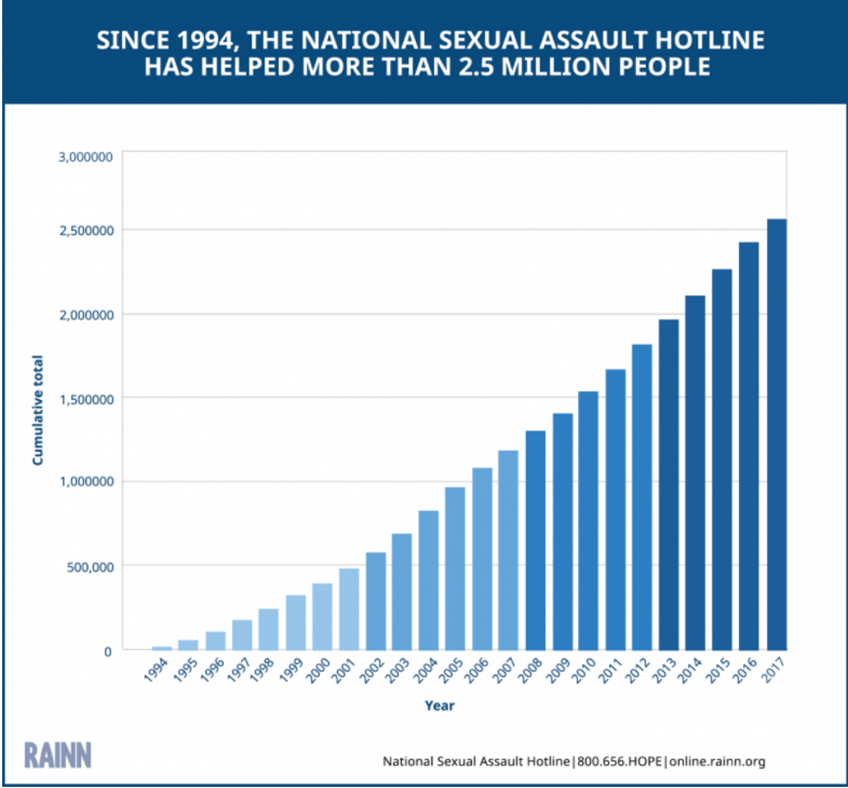 SINCE 1994, THE NATIONAL SEXUAL ASSAULT HOTLINE
HAS HELPED MORE THAN 2.5 MILLION PEOPLE
3,000000
2,500000
2,000000
1,500000
1,000000
500,000
0
Cumulative total
1994 1995 1996 1997 1998 1999 2000 2001 2002 2003 2004 2005 2006 2007 2008 2009 2010 2011 2012 2013 2014 2015 2016 2017
Year
RAINN
National Sexual Assault Hotline|800.656.HOPE|online.rainn.org